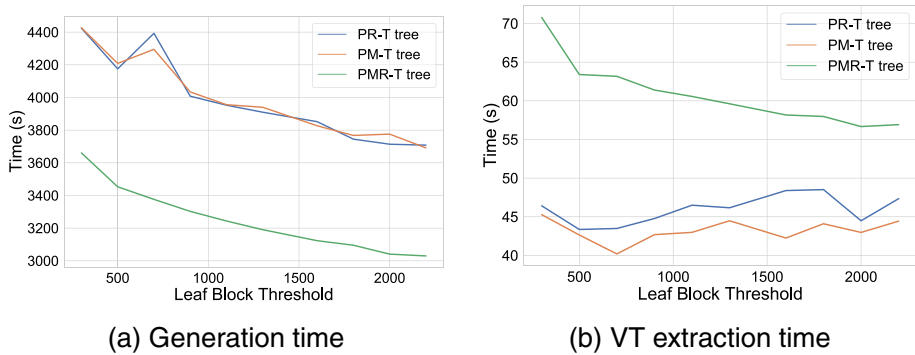 PR-T tree
PM-T tree
PMR-T tree
4400
4200
4000
3800
3600
3400
3200
3000
Time (s)
500 1000 1500 2000
Leaf Block Threshold
(a) Generation time
PR-T tree
PM-T tree
PMR-T tree
70
65
60
55
50
45
40
Time (s)
500 1000 1500 2000
Leaf Block Threshold
(b) VT extraction time